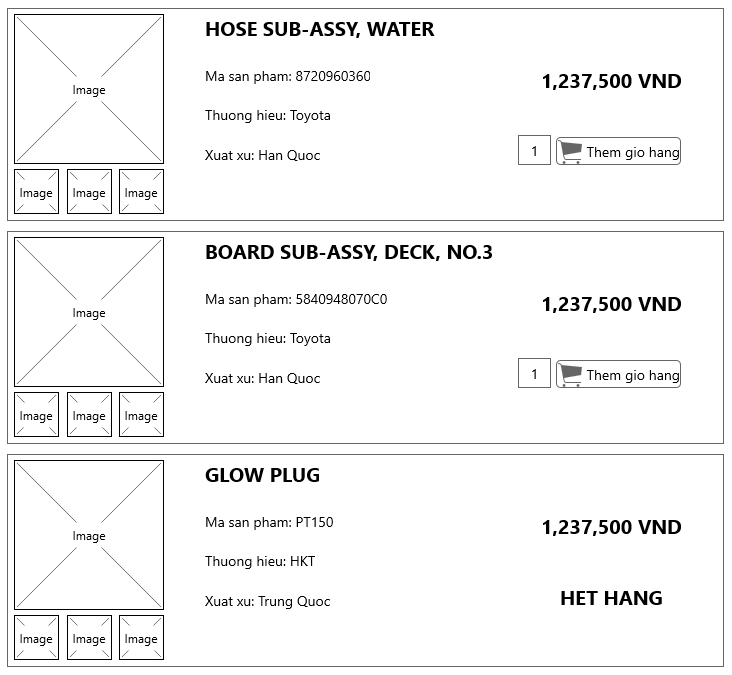 HOSE SUB-ASSY, WATER
Image
Ma san pham: 8720960360
1,237,500 VND
Thuong hieu: Toyota
Xuat xu: Han Quoc
1
Them gio hang
Image
Image
Image
BOARD SUB-ASSY, DECK, NO.3
Image
Ma san pham: 5840948070C0
1,237,500 VND
Thuong hieu: Toyota
Xuat xu: Han Quoc
1
Them gio hang
Image
Image
Image
GLOW PLUG
Image
Ma san pham: PT150
1,237,500 VND
Thuong hieu: HKT
Xuat xu: Trung Quoc
HET HANG
Image
Image
Image